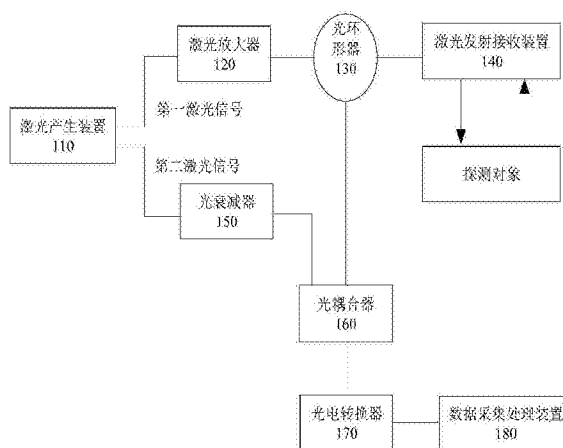 激光放大器
120
光环
形器
130
激光发射接收装置
140
第一激光信号
激光产生装置
110
第二激光信号
探测对象
光衰减器
150
光耦合器
160
光电转换器
170
数据采集处理装置
180